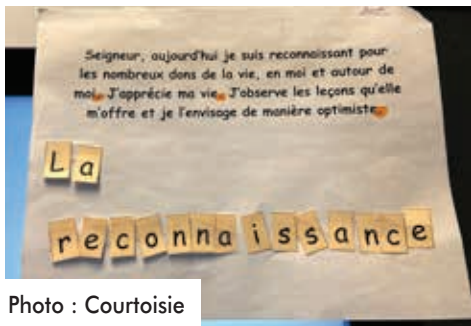 Seigneur, aujourd'hui je suis reconnaissant pour
les nombreux dons de la vie, en moi et autour de
moi. J'apprécie ma vie. J'observe les leçons qu'elle
m'offre et je l'envisage de manière optimiste.
La
reconnaissance
Photo : Courtoisie